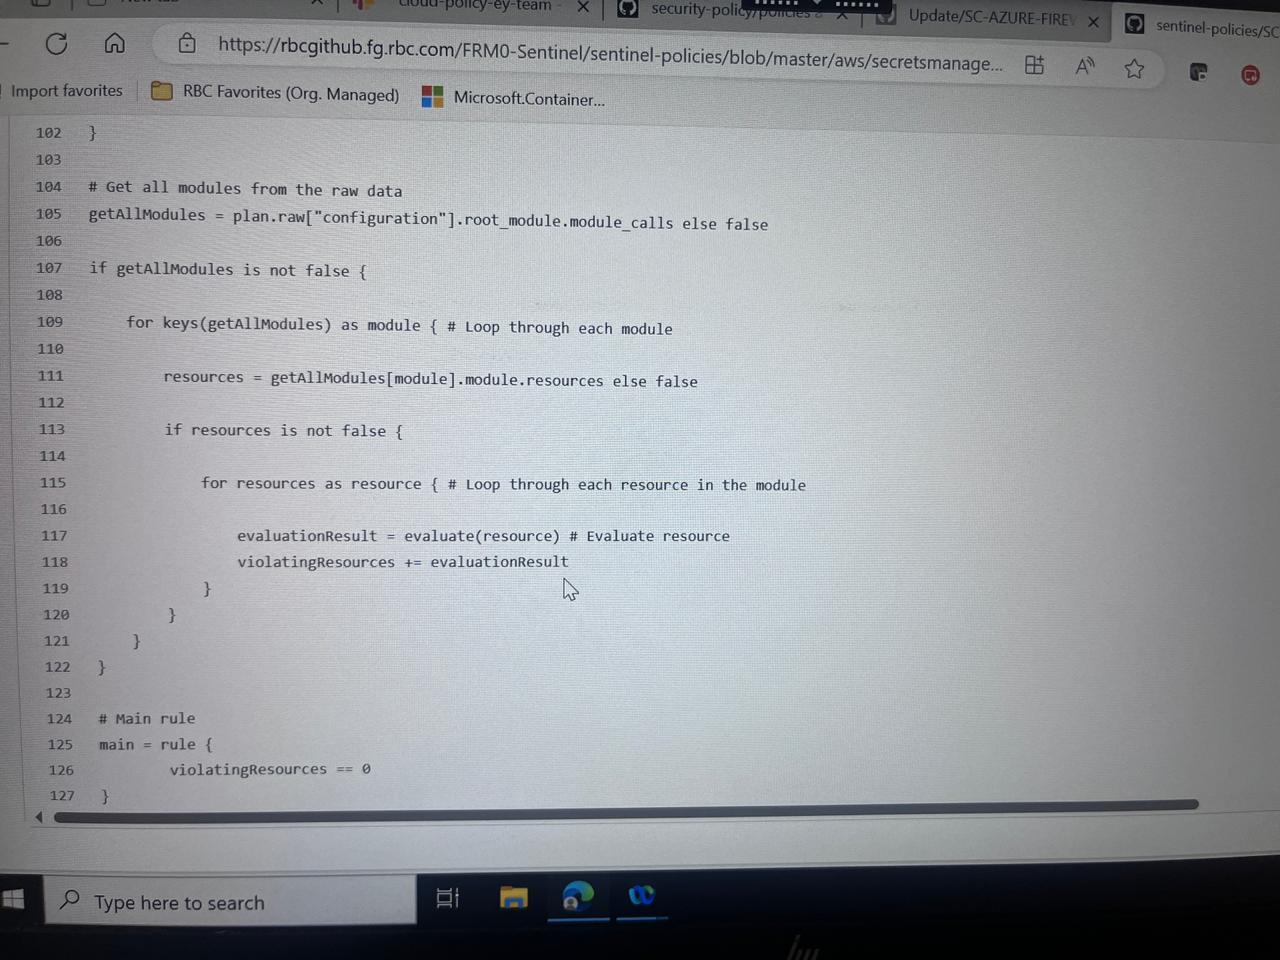 cloud-policy-ey-team -
security-policy/policies a
Update/SC-AZURE-FIREW
sentinel-policies/SC
https://rbcgithub.fg.rbc.com/FRM0-Sentinel/sentinel-policies/blob/master/aws/secretsmanage...
Import favorites
RBC Favorites (Org. Managed)
Microsoft.Container...
102 }
103
104 # Get all modules from the raw data
105 getAllModules = plan.raw["configuration"].root_module.module_calls else false
106
107 if getAllModules is not false {
108
109 for keys(getAllModules) as module { # Loop through each module
110
111 resources = getAllModules[module].module.resources else false
112
113 if resources is not false {
114
115 for resources as resource { # Loop through each resource in the module
116
117 evaluationResult = evaluate(resource) # Evaluate resource
118 violatingResources += evaluationResult
119 }
120 }
121 }
122 }
123
124 # Main rule
125 main = rule {
126 violatingResources == 0
127 }
Type here to search
hp